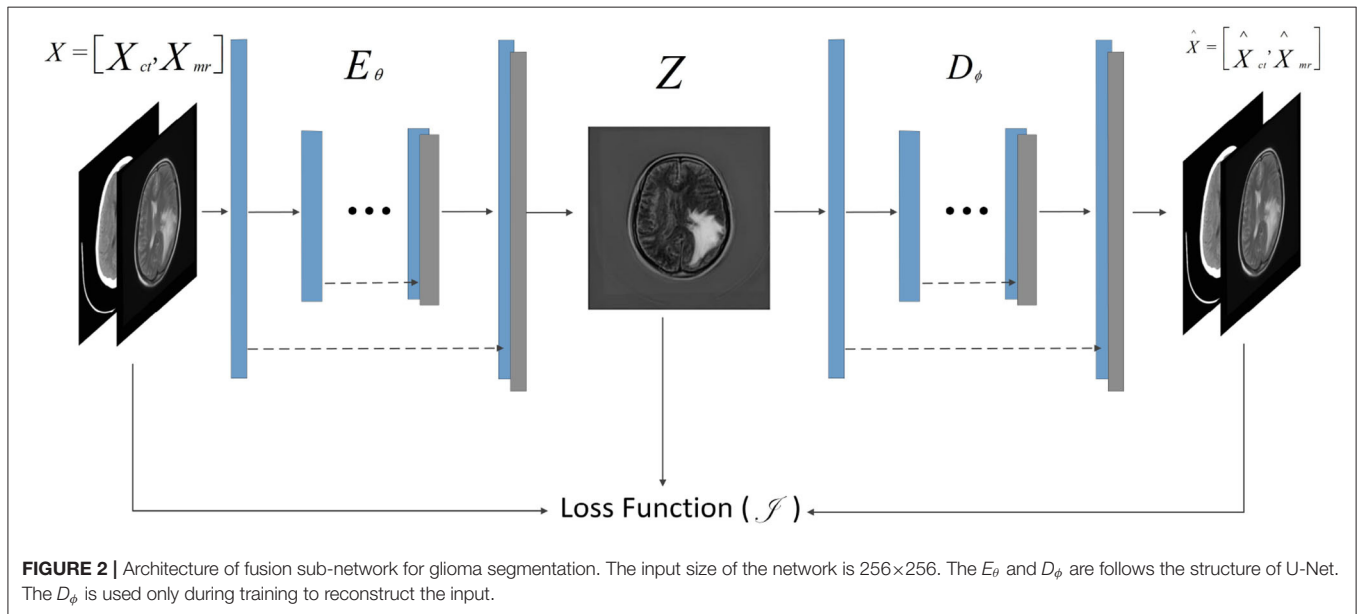 X = [X_ct, X_mr]
E_θ
Z
D_ϕ
X̂ = [X̂_ct, X̂_mr]
•••
•••
Loss Function ( 𝒥 )
FIGURE 2 | Architecture of fusion sub-network for glioma segmentation. The input size of the network is 256×256. The E_θ and D_ϕ are follows the structure of U-Net.
The D_ϕ is used only during training to reconstruct the input.